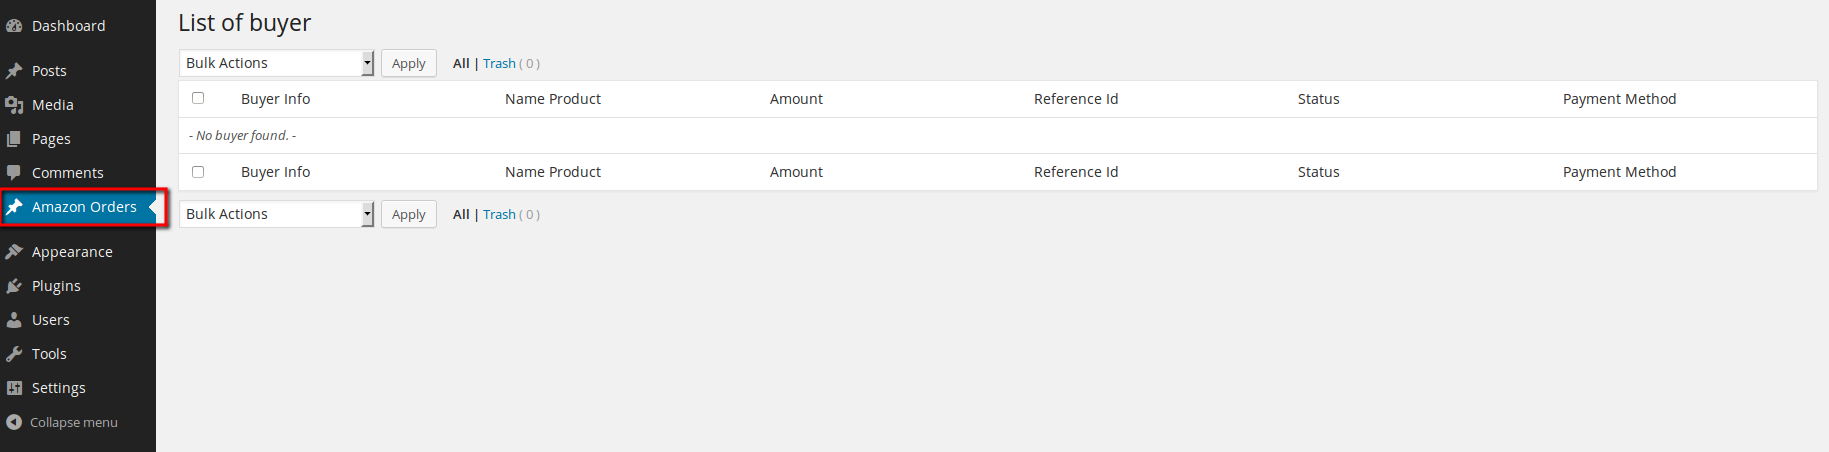 Dashboard
Posts
Media
Pages
Comments
Amazon Orders
Appearance
Plugins
Users
Tools
Settings
Collapse menu
List of buyer
Bulk Actions Apply All | Trash ( 0 )
Buyer Info Name Product Amount Reference Id Status Payment Method
- No buyer found. -
Buyer Info Name Product Amount Reference Id Status Payment Method
Bulk Actions Apply All | Trash ( 0 )